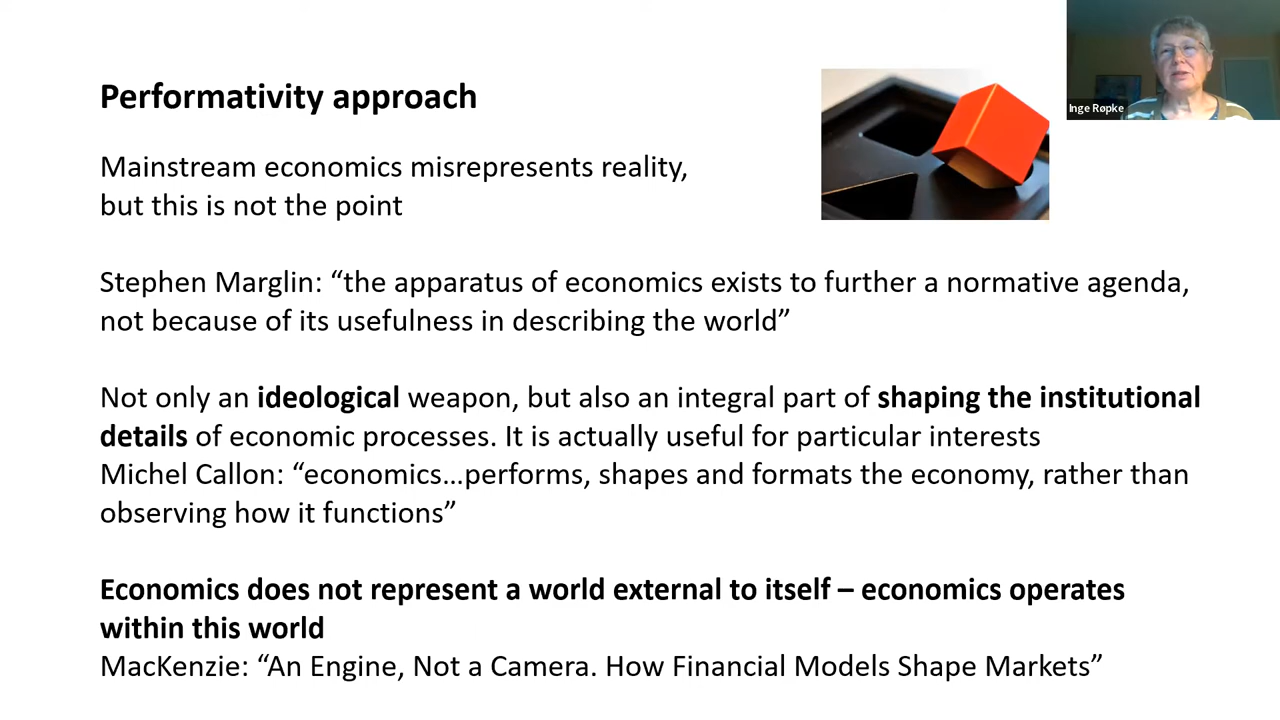 Performativity approach
Inge Røpke
Mainstream economics misrepresents reality,
but this is not the point
Stephen Marglin: “the apparatus of economics exists to further a normative agenda,
not because of its usefulness in describing the world”
Not only an ideological weapon, but also an integral part of shaping the institutional
details of economic processes. It is actually useful for particular interests
Michel Callon: “economics…performs, shapes and formats the economy, rather than
observing how it functions”
Economics does not represent a world external to itself – economics operates
within this world
MacKenzie: “An Engine, Not a Camera. How Financial Models Shape Markets”